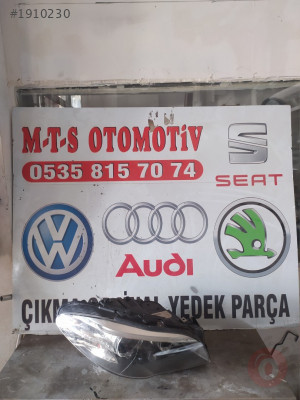 #1910230
M-T-S OTOMOTİV
0535 815 70 74
SEAT
Audi
YEDEK PARÇA